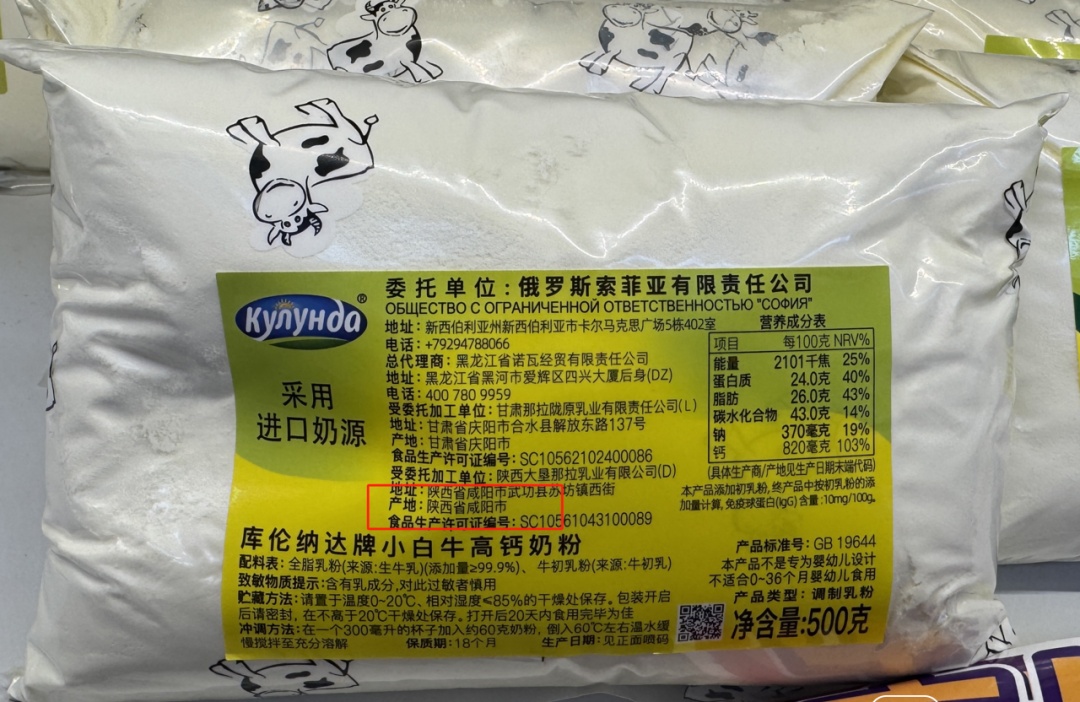 Кулунда®
采用
进口奶源
委托单位：俄罗斯索菲亚有限责任公司
ОБЩЕСТВО С ОГРАНИЧЕННОЙ ОТВЕТСТВЕННОСТЬЮ "СОФИЯ"
地址：新西伯利亚州新西伯利亚市卡尔马克思广场5栋402室
电话：+79294788066
总代理商：黑龙江省诺瓦经贸有限责任公司
地址：黑龙江省黑河市爱辉区四兴大厦后身(DZ)
电话：400 780 9959
受委托加工单位：甘肃那拉陇原乳业有限责任公司(L)
地址：甘肃省庆阳市合水县解放东路137号
产地：甘肃省庆阳市
食品生产许可证编号：SC10562102400086
受委托加工单位：陕西大垦那拉乳业有限公司(D)
地址：陕西省咸阳市武功县苏坊镇西街
产地：陕西省咸阳市
食品生产许可证编号：SC10561043100089
营养成分表
项目 每100克 NRV%
能量 2101千焦 25%
蛋白质 24.0克 40%
脂肪 26.0克 43%
碳水化合物 43.0克 14%
钠 370毫克 19%
钙 820毫克 103%
(具体生产商/产地见生产日期末端代码)
本产品添加初乳粉，终产品中按初乳粉的添
加量计算，免疫球蛋白(IgG)含量：10mg/100g。
库伦纳达牌小白牛高钙奶粉
配料表：全脂乳粉(来源:生牛乳)(添加量≥99.9%)、牛初乳粉(来源:牛初乳)
致敏物质提示：含有乳成分，对此过敏者慎用
贮藏方法：请置于温度0~20℃、相对湿度≤85%的干燥处保存。包装开启
后请密封，在不高于20℃干燥处保存。打开后20天内食用完毕为佳
冲调方法：在一个300毫升的杯子加入约60克奶粉，倒入60℃左右温水缓
慢搅拌至充分溶解 保质期：18个月 生产日期：见正面喷码
产品标准号：GB 19644
本产品不是专为婴幼儿设计
不适合0~36个月婴幼儿食用
产品类型：调制乳粉
净含量:500克